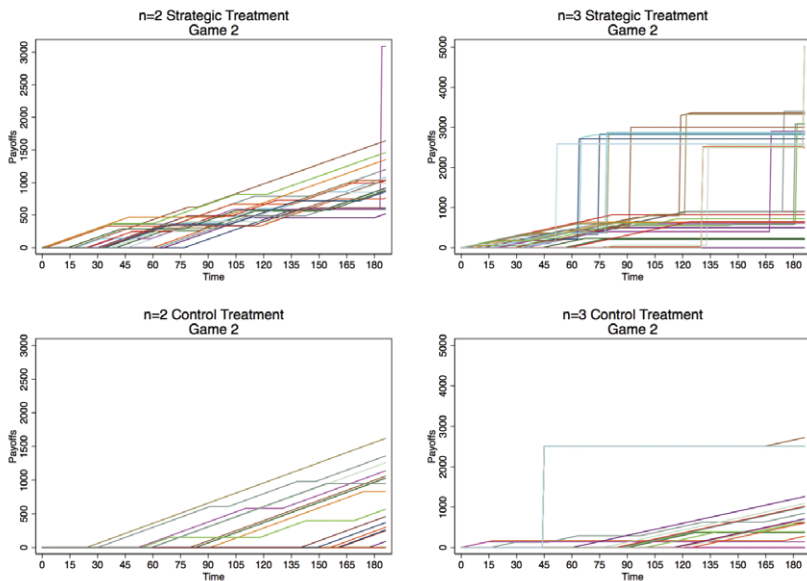 n=2 Strategic Treatment
Game 2
Payoffs
0 500 1000 1500 2000 2500 3000
0 15 30 45 60 75 90 105 120 135 150 165 180
Time
n=3 Strategic Treatment
Game 2
Payoffs
0 1000 2000 3000 4000 5000
0 15 30 45 60 75 90 105 120 135 150 165 180
Time
n=2 Control Treatment
Game 2
Payoffs
0 500 1000 1500 2000 2500 3000
0 15 30 45 60 75 90 105 120 135 150 165 180
Time
n=3 Control Treatment
Game 2
Payoffs
0 1000 2000 3000 4000 5000
0 15 30 45 60 75 90 105 120 135 150 165 180
Time